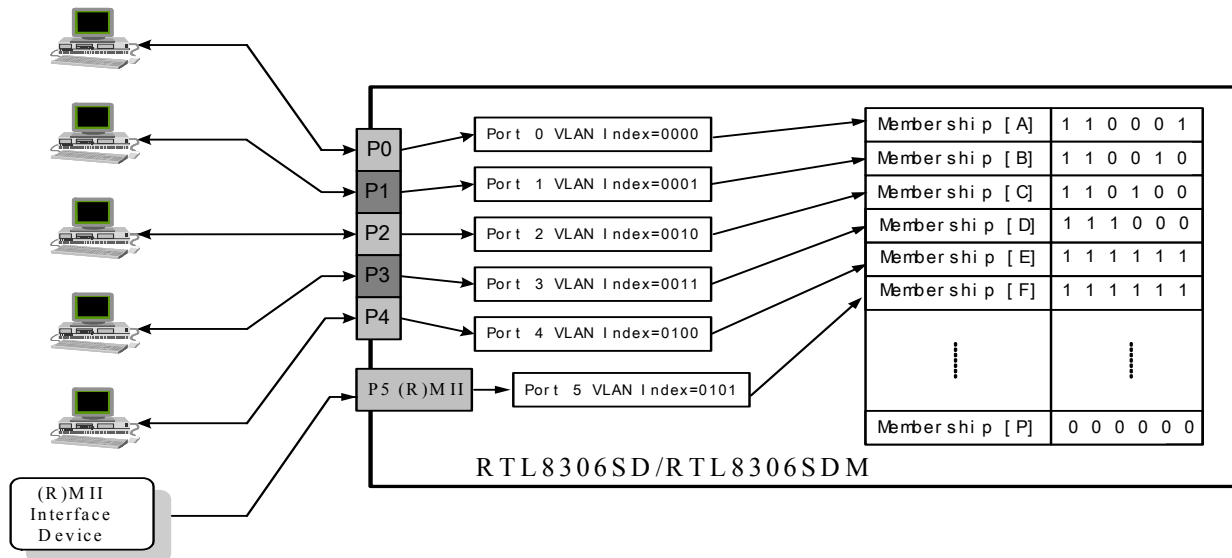 P0
P1
P2
P3
P4
P5 (R)MII
Port 0 VLAN Index=0000
Port 1 VLAN Index=0001
Port 2 VLAN Index=0010
Port 3 VLAN Index=0011
Port 4 VLAN Index=0100
Port 5 VLAN Index=0101
Membership [A] 1 1 0 0 0 1
Membership [B] 1 1 0 0 1 0
Membership [C] 1 1 0 1 0 0
Membership [D] 1 1 1 0 0 0
Membership [E] 1 1 1 1 1 1
Membership [F] 1 1 1 1 1 1
Membership [P] 0 0 0 0 0 0
RTL8306SD/RTL8306SDM
(R)MII
Interface
Device